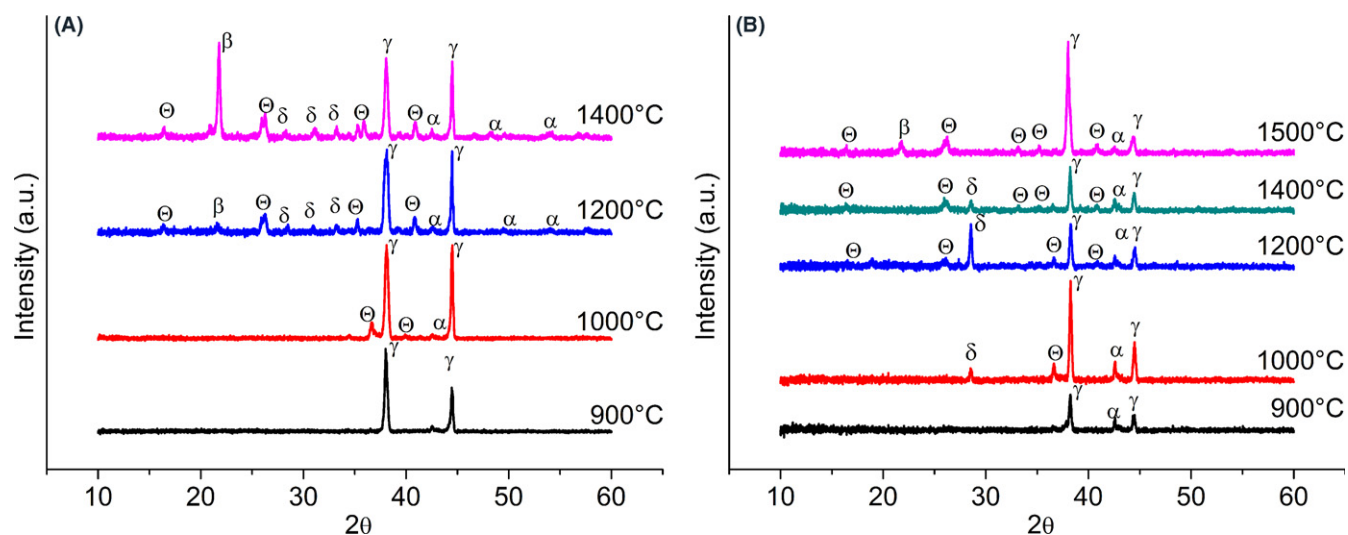 (A)
β
γ
γ
Θ
Θ
δ
δ
δ
Θ
Θ
α
α
α
1400°C
γ
γ
Θ
β
Θ
δ
δ
δ
Θ
Θ
α
α
α
1200°C
γ
γ
Θ
Θ
α
1000°C
γ
γ
900°C
Intensity (a.u.)
10 20 30 40 50 60
2θ
(B)
γ
Θ
β
Θ
Θ
Θ
Θ
α
γ
1500°C
γ
Θ
Θ
δ
Θ
Θ
Θ
α
γ
1400°C
δ
Θ
Θ
Θ
γ
Θ
α
γ
1200°C
δ
Θ
γ
α
γ
1000°C
γ
α
γ
900°C
Intensity (a.u.)
10 20 30 40 50 60
2θ